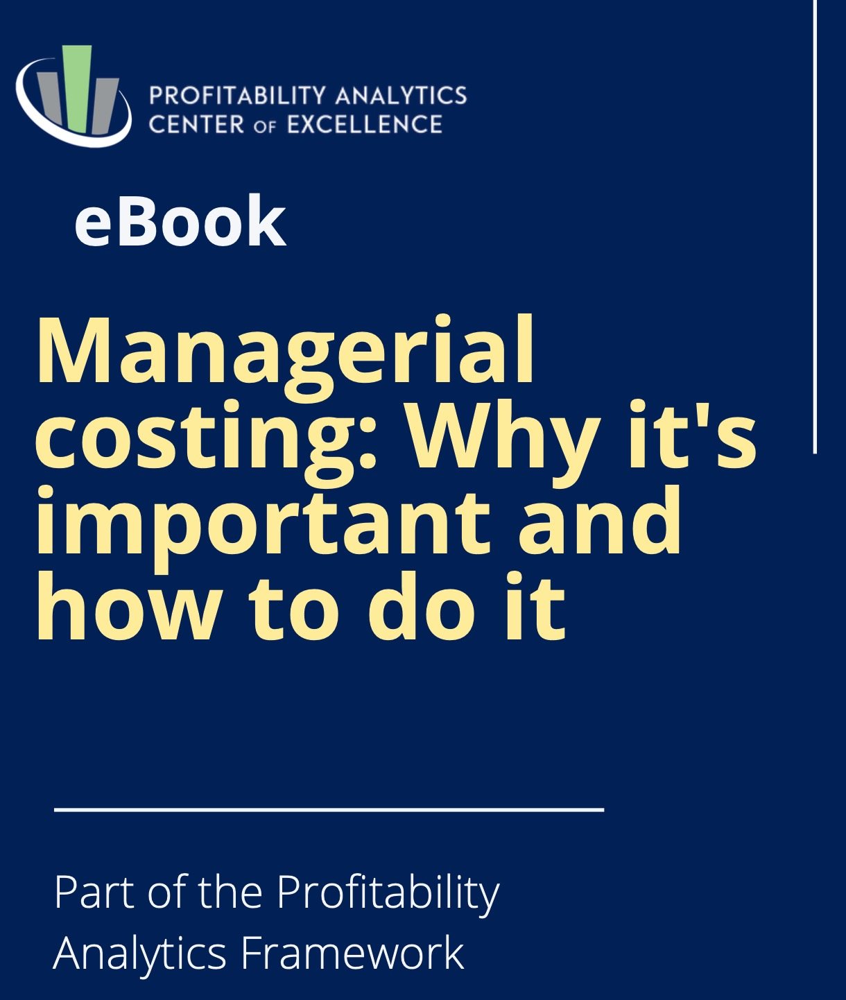 PROFITABILITY ANALYTICS
CENTER OF EXCELLENCE
eBook
Managerial
costing: Why it's
important and
how to do it
Part of the Profitability
Analytics Framework